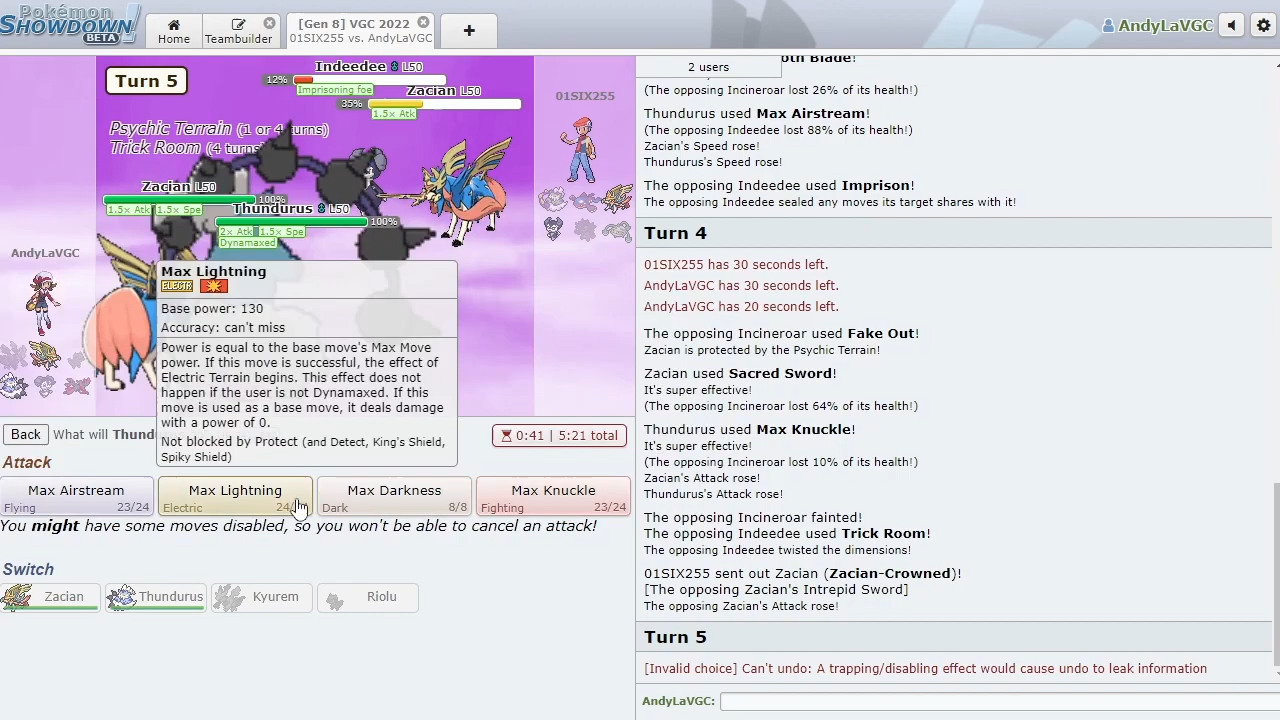 Pokémon
SHOWDOWN!
BETA
Home
Teambuilder
[Gen 8] VGC 2022
01SIX255 vs. AndyLaVGC
+
AndyLaVGC
Turn 5
Indeedee L50
12%
Imprisoning foe
Zacian L50
35%
1.5× Atk
Psychic Terrain (1 or 4 turns)
Trick Room (4 turns)
Zacian L50
100%
1.5× Atk 1.5× Spe
Thundurus L50
100%
2× Atk 1.5× Spe
Dynamaxed
01SIX255
AndyLaVGC
Max Lightning
ELECTR
Base power: 130
Accuracy: can't miss
Power is equal to the base move's Max Move
power. If this move is successful, the effect of
Electric Terrain begins. This effect does not
happen if the user is not Dynamaxed. If this
move is used as a base move, it deals damage
with a power of 0.
Not blocked by Protect (and Detect, King's Shield,
Spiky Shield)
Back What will Thund
0:41 | 5:21 total
Attack
Max Airstream
Flying 23/24
Max Lightning
Electric
Max Darkness
Dark 8/8
Max Knuckle
Fighting 23/24
You might have some moves disabled, so you won't be able to cancel an attack!
Switch
Zacian
Thundurus
Kyurem
Riolu
2 users
oth Blade!
(The opposing Incineroar lost 26% of its health!)
Thundurus used Max Airstream!
(The opposing Indeedee lost 88% of its health!)
Zacian's Speed rose!
Thundurus's Speed rose!
The opposing Indeedee used Imprison!
The opposing Indeedee sealed any moves its target shares with it!
Turn 4
01SIX255 has 30 seconds left.
AndyLaVGC has 30 seconds left.
AndyLaVGC has 20 seconds left.
The opposing Incineroar used Fake Out!
Zacian is protected by the Psychic Terrain!
Zacian used Sacred Sword!
It's super effective!
(The opposing Incineroar lost 64% of its health!)
Thundurus used Max Knuckle!
It's super effective!
(The opposing Incineroar lost 10% of its health!)
Zacian's Attack rose!
Thundurus's Attack rose!
The opposing Incineroar fainted!
The opposing Indeedee used Trick Room!
The opposing Indeedee twisted the dimensions!
01SIX255 sent out Zacian (Zacian-Crowned)!
[The opposing Zacian's Intrepid Sword]
The opposing Zacian's Attack rose!
Turn 5
[Invalid choice] Can't undo: A trapping/disabling effect would cause undo to leak information
AndyLaVGC: